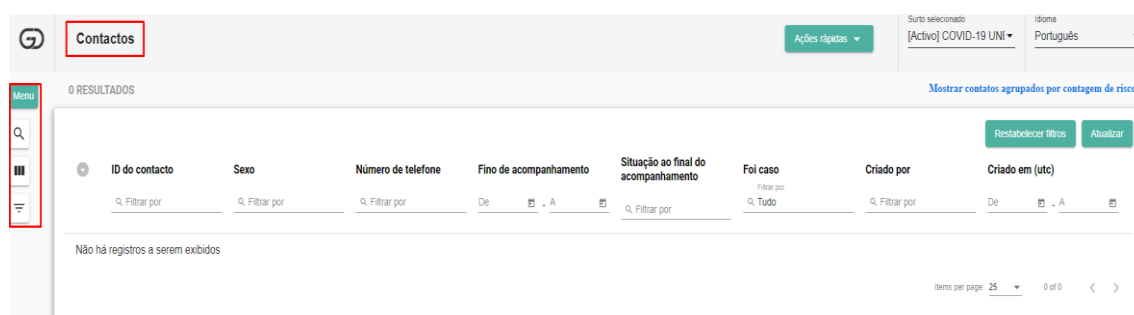 Surto selecionado
Idioma
Contactos
Ações rápidas
[Activo] COVID-19 UNI
Português
Menu
0 RESULTADOS
Mostrar contatos agrupados por contagem de risco
Restabelecer filtros
Atualizar
ID do contacto
Sexo
Número de telefone
Fino de acompanhamento
Situação ao final do
acompanhamento
Foi caso
Criado por
Criado em (utc)
Filtrar por
Filtrar por
Filtrar por
De
A
Filtrar por
Filtrar por
Tudo
Filtrar por
De
A
Não há registros a serem exibidos
Items per page: 25
0 of 0